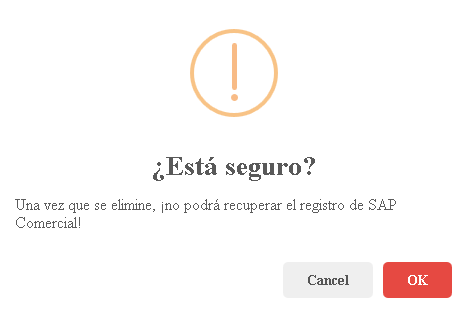 ¿Está seguro?
Una vez que se elimine, ¡no podrá recuperar el registro de SAP
Comercial!
Cancel OK